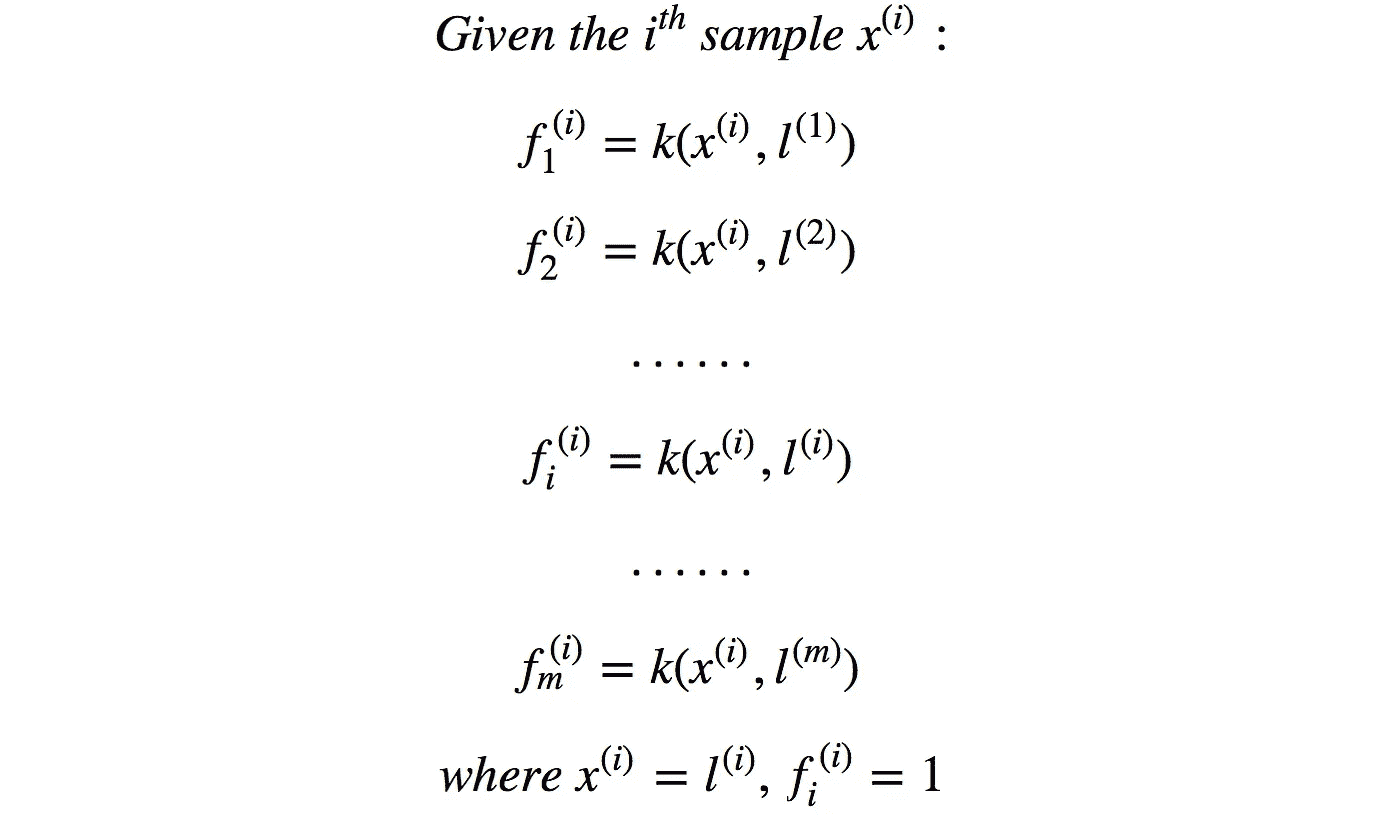 Given the i^{th} sample x^{(i)} :
f_1^{(i)} = k(x^{(i)}, l^{(1)})
f_2^{(i)} = k(x^{(i)}, l^{(2)})
......
f_i^{(i)} = k(x^{(i)}, l^{(i)})
......
f_m^{(i)} = k(x^{(i)}, l^{(m)})
where x^{(i)} = l^{(i)}, f_i^{(i)} = 1